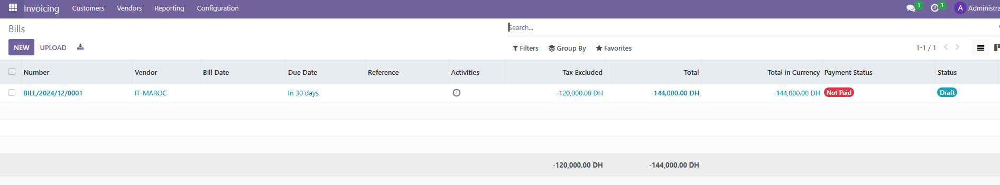 Invoicing Customers Vendors Reporting Configuration 1 3 A Administra
Bills Search...
NEW UPLOAD Filters Group By Favorites 1-1 / 1
Number Vendor Bill Date Due Date Reference Activities Tax Excluded Total Total in Currency Payment Status Status
BILL/2024/12/0001 IT-MAROC In 30 days -120,000.00 DH -144,000.00 DH -144,000.00 DH Not Paid Draft
-120,000.00 DH -144,000.00 DH